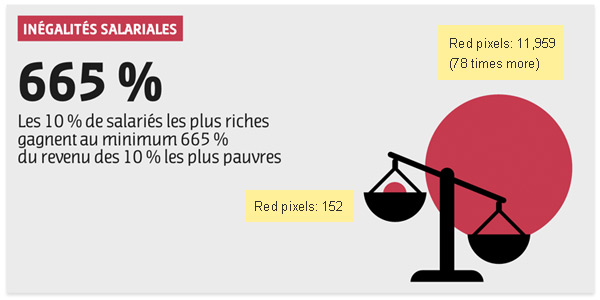 INÉGALITÉS SALARIALES
665 %
Les 10 % de salariés les plus riches
gagnent au minimum 665 %
du revenu des 10 % les plus pauvres
Red pixels: 11,959
(78 times more)
Red pixels: 152